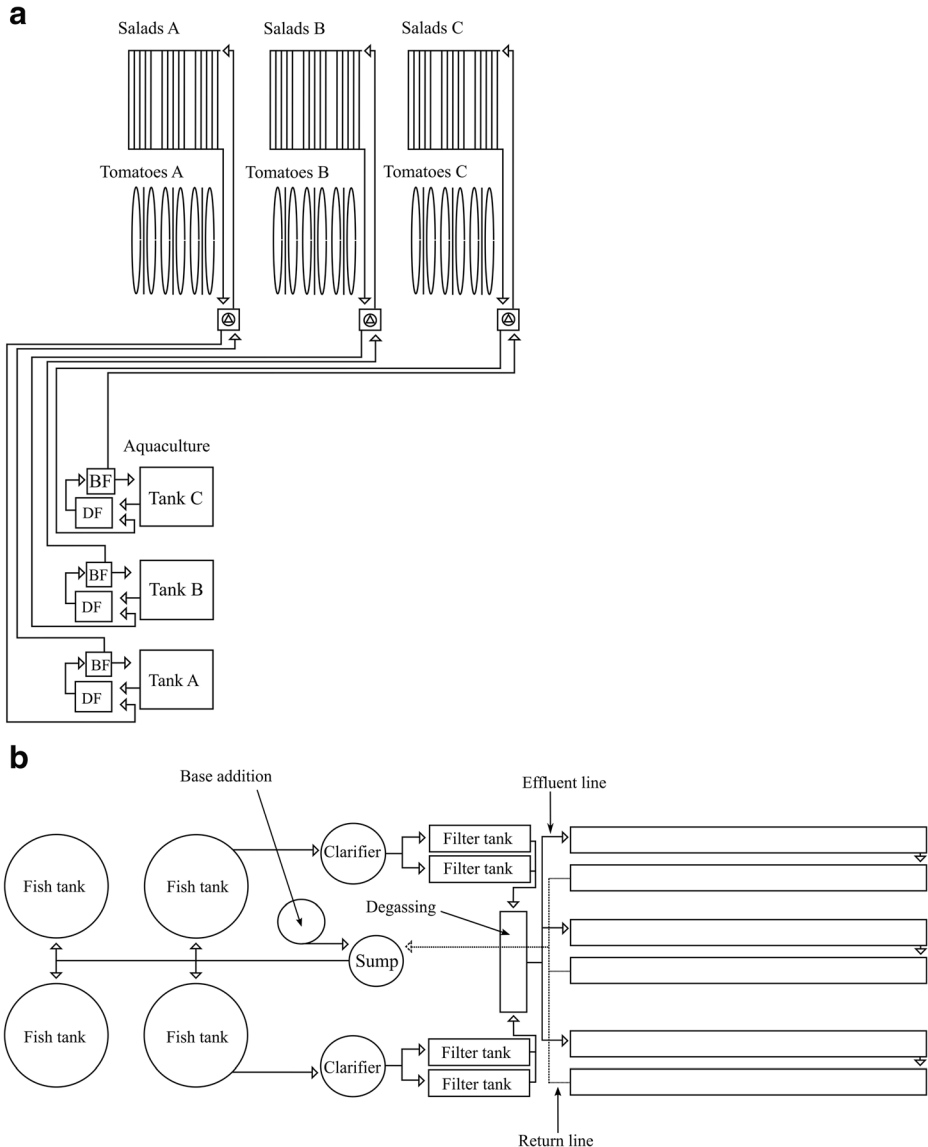 a
Salads A
Salads B
Salads C
Tomatoes A
Tomatoes B
Tomatoes C
Aquaculture
BF
Tank C
DF
BF
Tank B
DF
BF
Tank A
DF
b
Base addition
Effluent line
Fish tank
Fish tank
Clarifier
Filter tank
Filter tank
Degassing
Sump
Fish tank
Fish tank
Clarifier
Filter tank
Filter tank
Return line